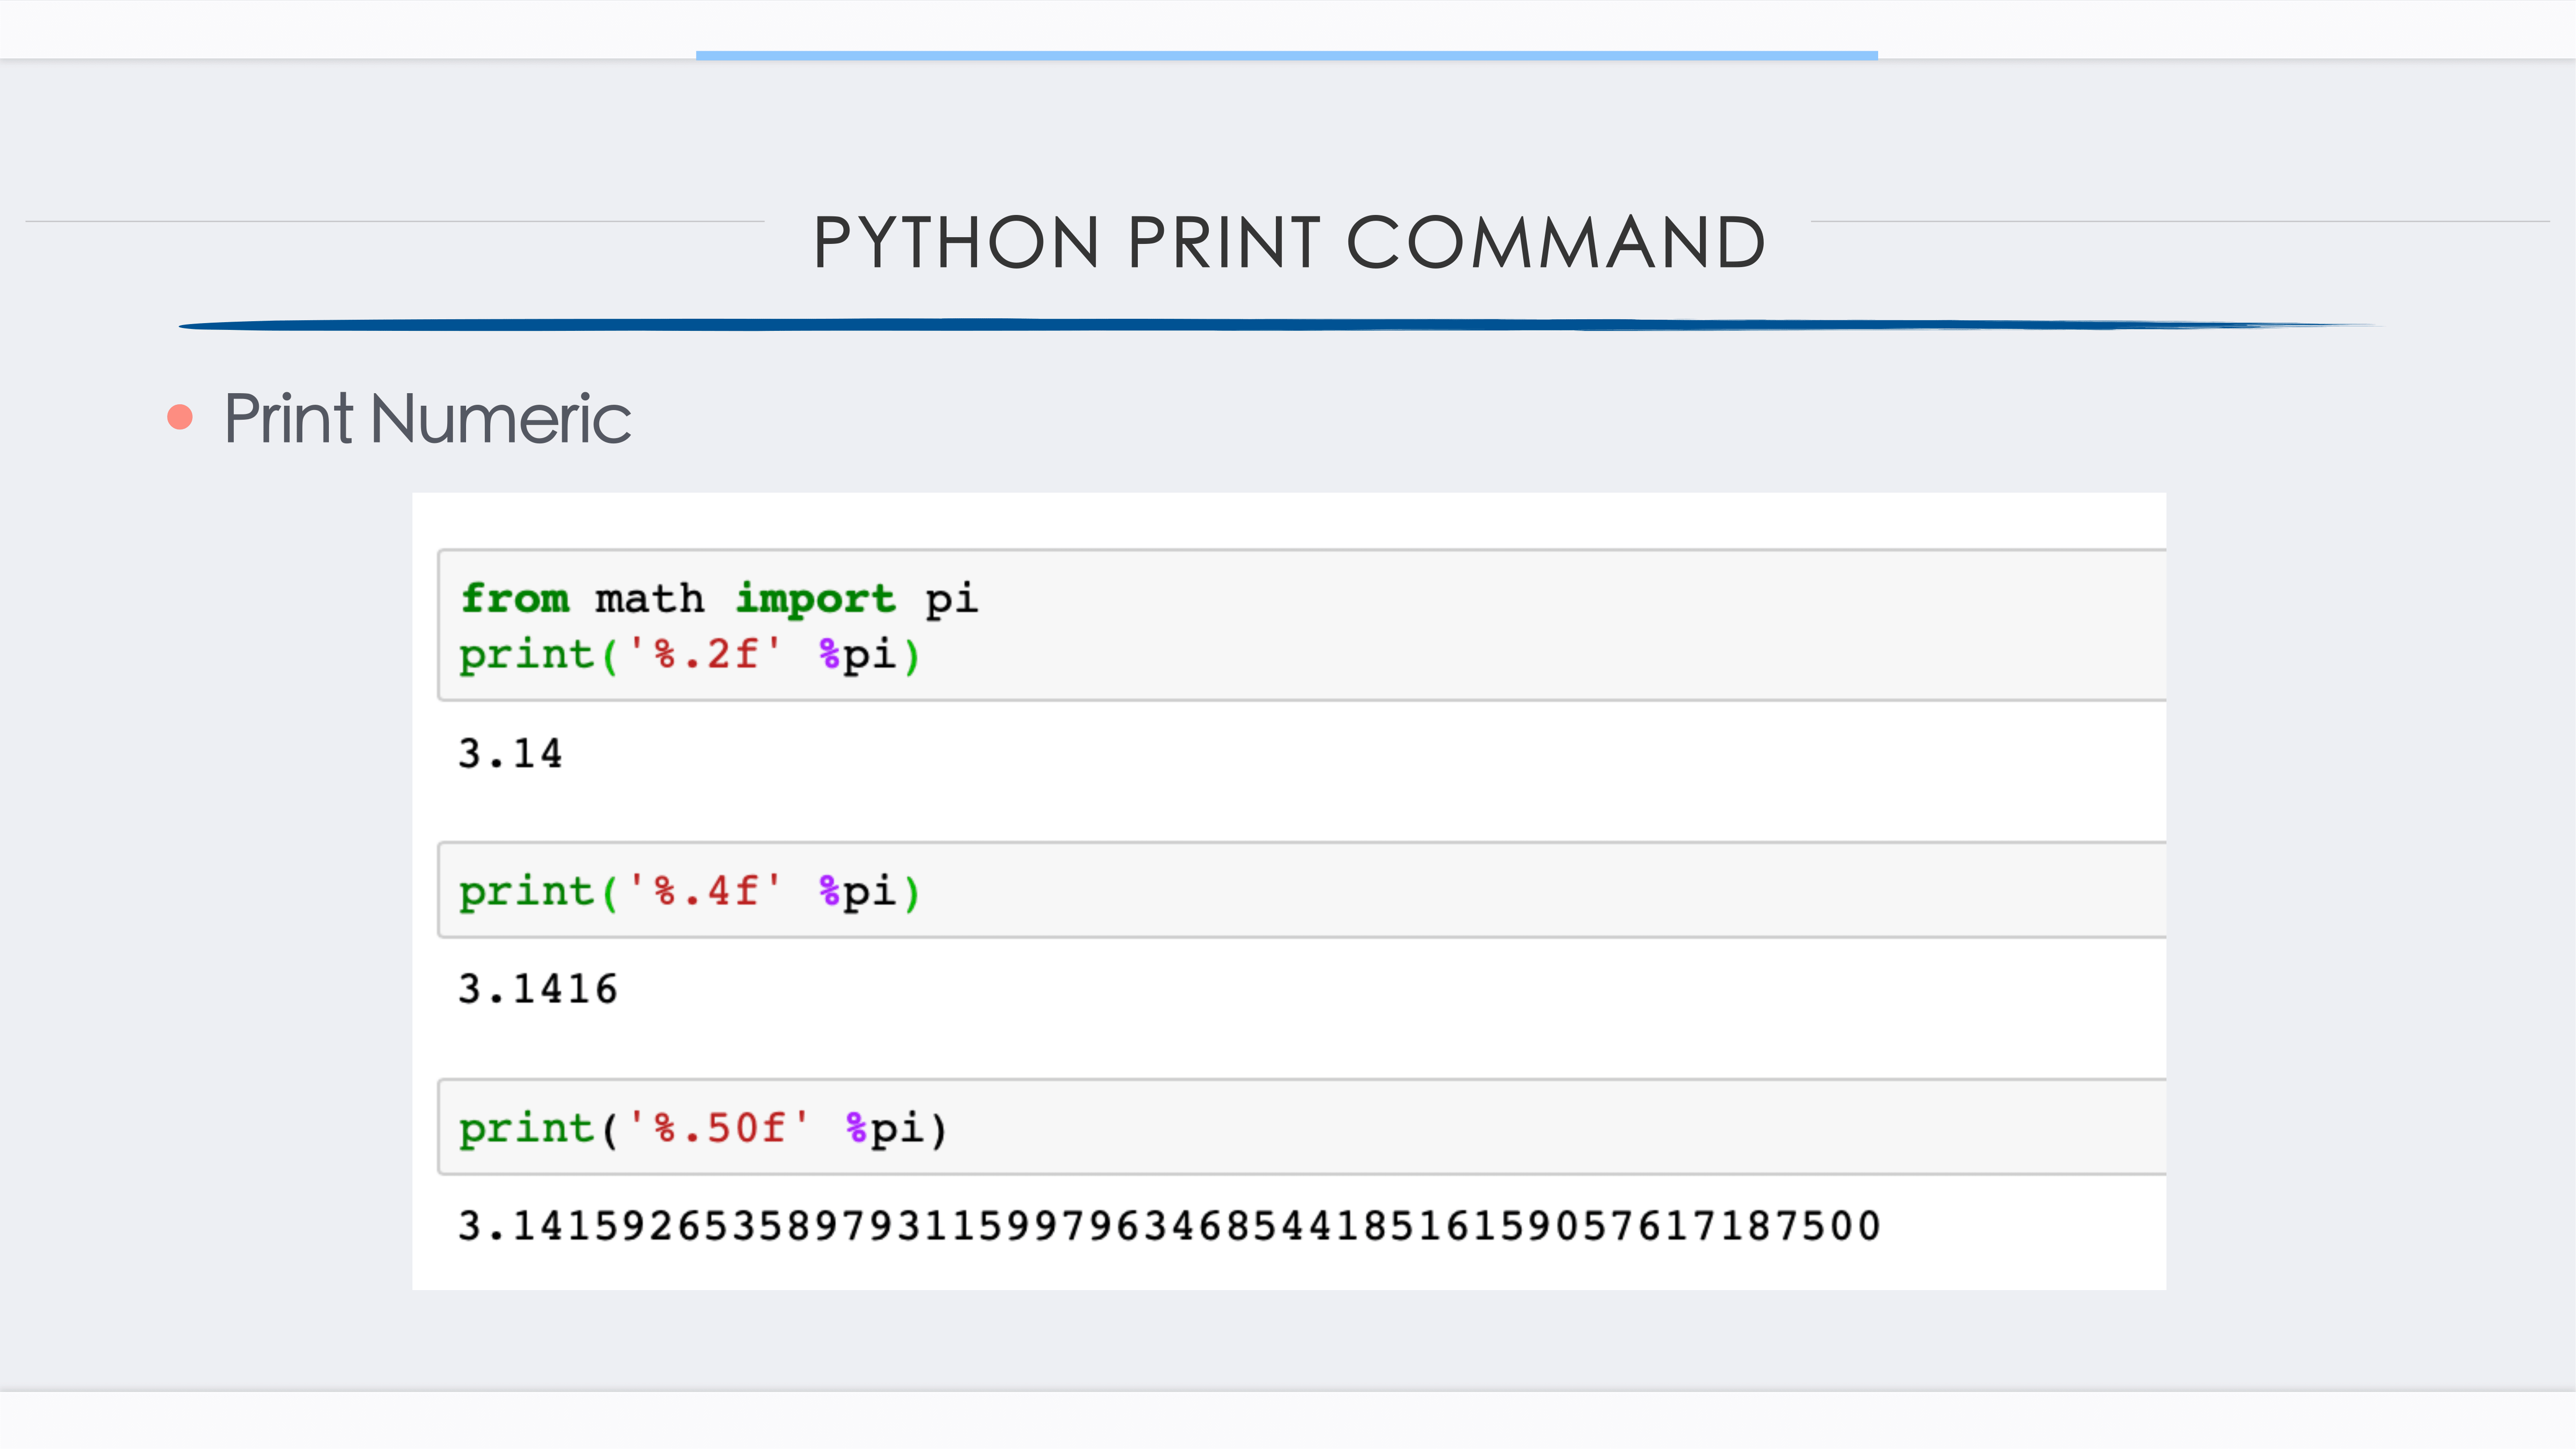 PYTHON PRINT COMMAND
Print Numeric
from math import pi
print('%.2f' %pi)
3.14
print('%.4f' %pi)
3.1416
print('%.50f' %pi)
3.14159265358979311599796346854418516159057617187500